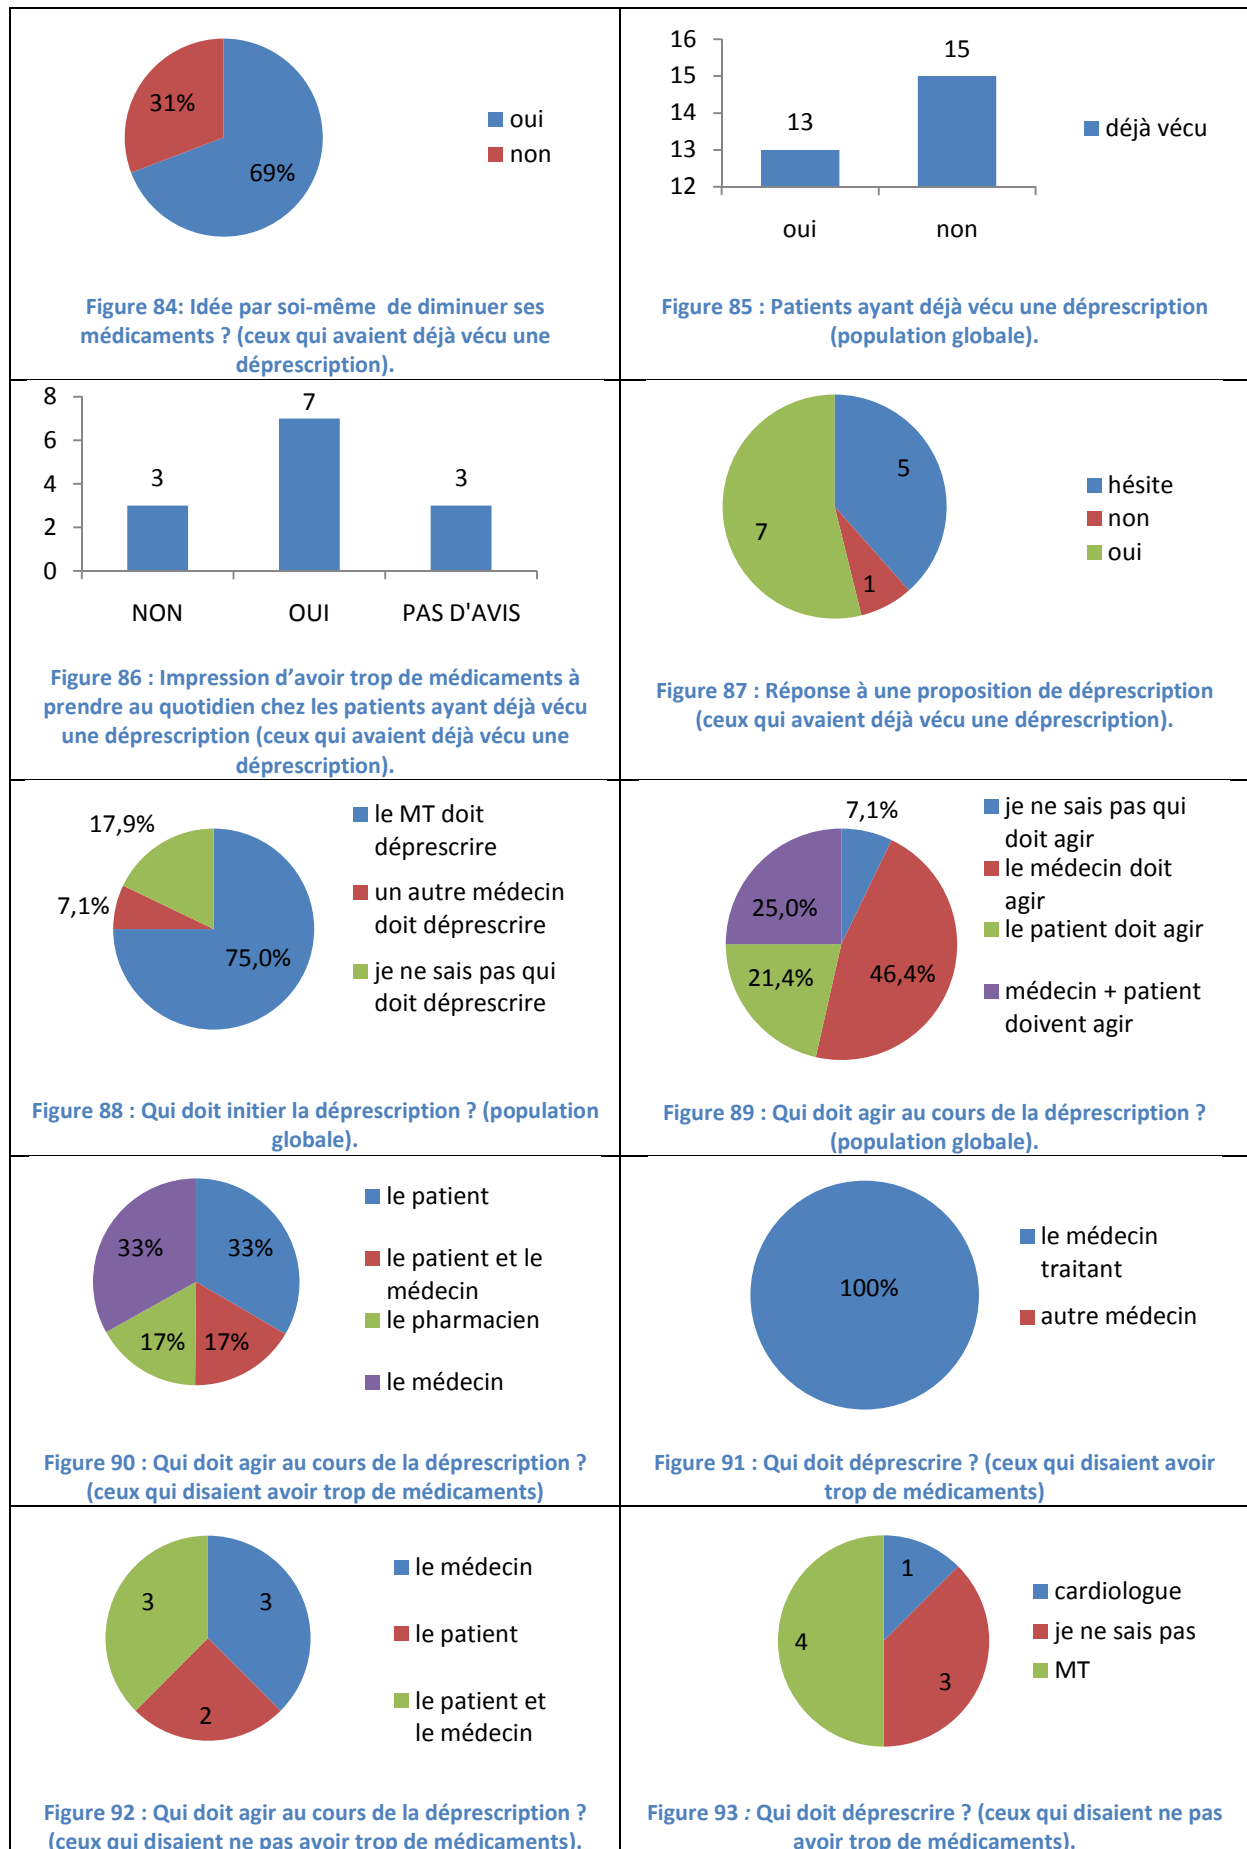 31%
69%
oui
non
Figure 84: Idée par soi-même  de diminuer ses
médicaments ? (ceux qui avaient déjà vécu une
déprescription).
16
15
14
13
12
13
15
oui
non
déjà vécu
Figure 85 : Patients ayant déjà vécu une déprescription
(population globale).
8
6
4
2
0
3
7
3
NON
OUI
PAS D'AVIS
Figure 86 : Impression d’avoir trop de médicaments à
prendre au quotidien chez les patients ayant déjà vécu
une déprescription (ceux qui avaient déjà vécu une
déprescription).
5
7
1
hésite
non
oui
Figure 87 : Réponse à une proposition de déprescription
(ceux qui avaient déjà vécu une déprescription).
17,9%
7,1%
75,0%
le MT doit
déprescrire
un autre médecin
doit déprescrire
je ne sais pas qui
doit déprescrire
Figure 88 : Qui doit initier la déprescription ? (population
globale).
7,1%
25,0%
21,4%
46,4%
je ne sais pas qui
doit agir
le médecin doit
agir
le patient doit agir
médecin + patient
doivent agir
Figure 89 : Qui doit agir au cours de la déprescription ?
(population globale).
33%
33%
17%
17%
le patient
le patient et le
médecin
le pharmacien
le médecin
Figure 90 : Qui doit agir au cours de la déprescription ?
(ceux qui disaient avoir trop de médicaments)
100%
le médecin
traitant
autre médecin
Figure 91 : Qui doit déprescrire ? (ceux qui disaient avoir
trop de médicaments)
3
3
2
le médecin
le patient
le patient et
le médecin
Figure 92 : Qui doit agir au cours de la déprescription ?
(ceux qui disaient ne pas avoir trop de médicaments).
1
4
3
cardiologue
je ne sais pas
MT
Figure 93 : Qui doit déprescrire ? (ceux qui disaient ne pas
avoir trop de médicaments).